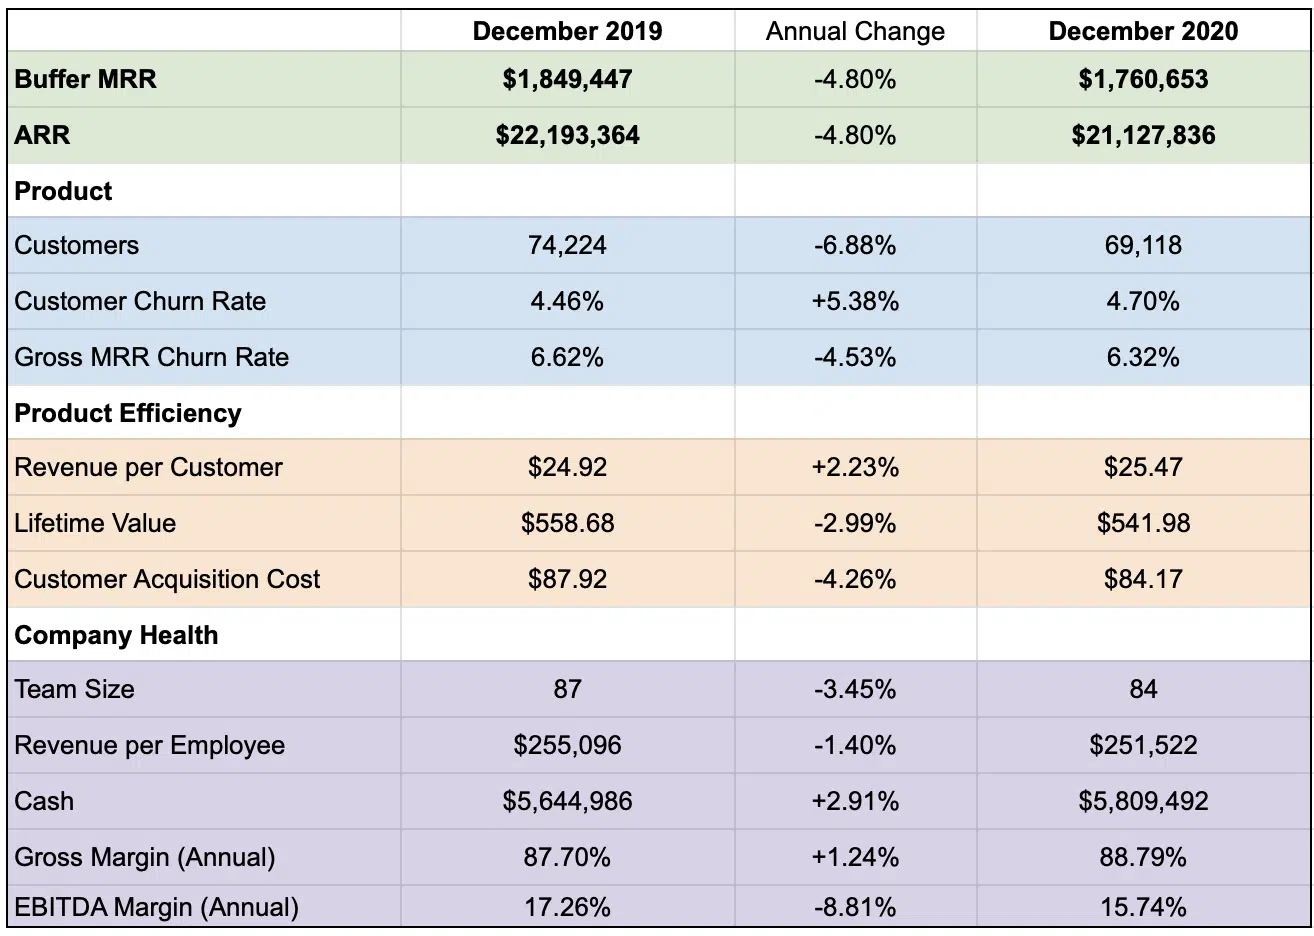 December 2019 Annual Change December 2020
Buffer MRR $1,849,447 -4.80% $1,760,653
ARR $22,193,364 -4.80% $21,127,836
Product
Customers 74,224 -6.88% 69,118
Customer Churn Rate 4.46% +5.38% 4.70%
Gross MRR Churn Rate 6.62% -4.53% 6.32%
Product Efficiency
Revenue per Customer $24.92 +2.23% $25.47
Lifetime Value $558.68 -2.99% $541.98
Customer Acquisition Cost $87.92 -4.26% $84.17
Company Health
Team Size 87 -3.45% 84
Revenue per Employee $255,096 -1.40% $251,522
Cash $5,644,986 +2.91% $5,809,492
Gross Margin (Annual) 87.70% +1.24% 88.79%
EBITDA Margin (Annual) 17.26% -8.81% 15.74%